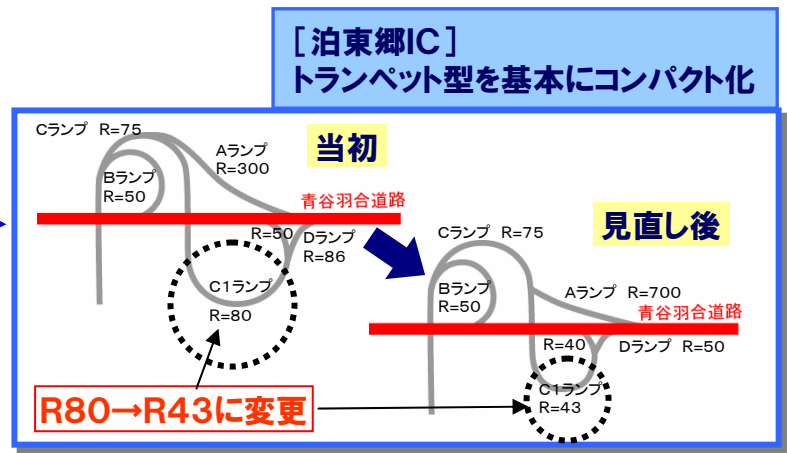 ［泊東郷IC］
トランペット型を基本にコンパクト化
当初
Cランプ R=75
Aランプ
R=300
Bランプ
R=50
青谷羽合道路
R=50
Dランプ
R=86
C1ランプ
R=80
見直し後
Cランプ R=75
Bランプ
R=50
Aランプ R=700
青谷羽合道路
R=40
Dランプ R=50
C1ランプ
R=43
R80→R43に変更